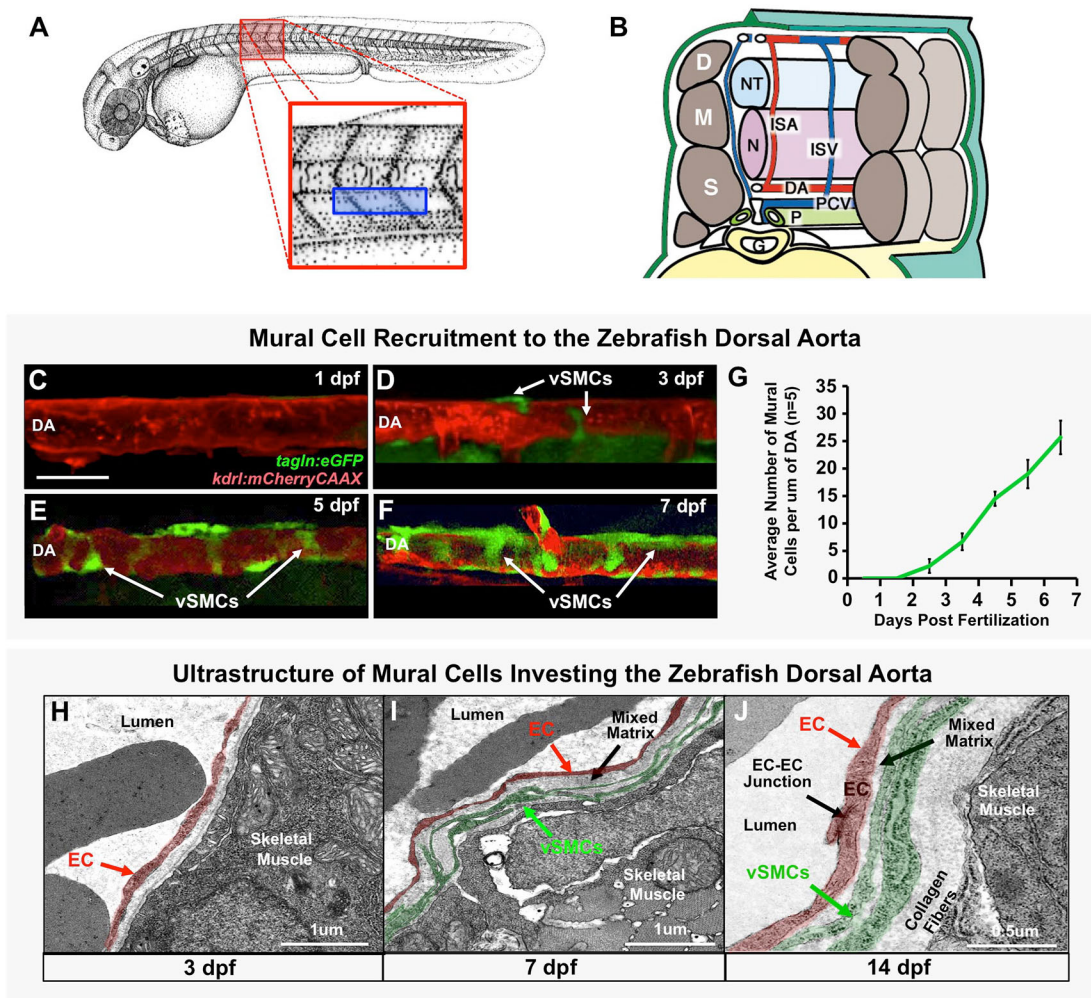 A
B
D
M
S
NT
N
ISA
ISV
DA
PCV
P
G
Mural Cell Recruitment to the Zebrafish Dorsal Aorta
C
1 dpf
DA
tagln:eGFP
kdrl:mCherryCAAX
D
vSMCs
3 dpf
DA
E
5 dpf
DA
vSMCs
F
7 dpf
DA
vSMCs
G
Average Number of Mural
Cells per um of DA (n=5)
35
30
25
20
15
10
5
0
0 1 2 3 4 5 6 7
Days Post Fertilization
Ultrastructure of Mural Cells Investing the Zebrafish Dorsal Aorta
H
Lumen
EC
Skeletal
Muscle
1um
3 dpf
I
Lumen
EC
Mixed
Matrix
vSMCs
Skeletal
Muscle
1um
7 dpf
J
EC
Mixed
Matrix
EC-EC
Junction
EC
Skeletal
Muscle
Lumen
vSMCs
Collagen
Fibers
0.5um
14 dpf